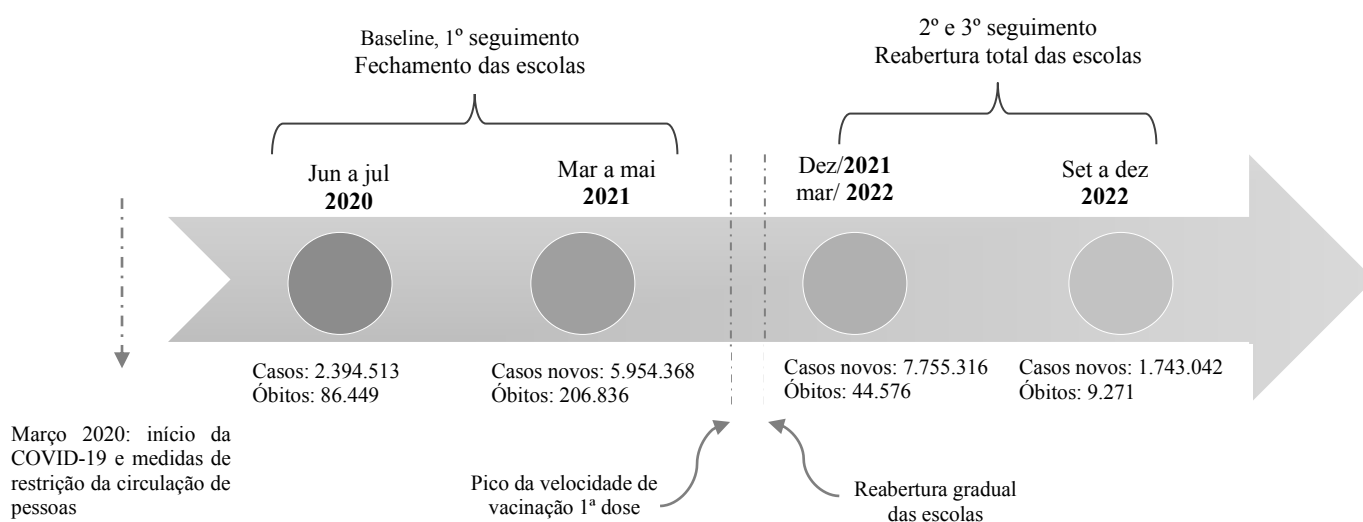 Baseline, 1º seguimento
Fechamento das escolas
2º e 3º seguimento
Reabertura total das escolas
Jun a jul
2020
Mar a mai
2021
Dez/2021
mar/ 2022
Set a dez
2022
Casos: 2.394.513
Óbitos: 86.449
Casos novos: 5.954.368
Óbitos: 206.836
Casos novos: 7.755.316
Óbitos: 44.576
Casos novos: 1.743.042
Óbitos: 9.271
Março 2020: início da
COVID-19 e medidas de
restrição da circulação de
pessoas
Pico da velocidade de
vacinação 1ª dose
Reabertura gradual
das escolas